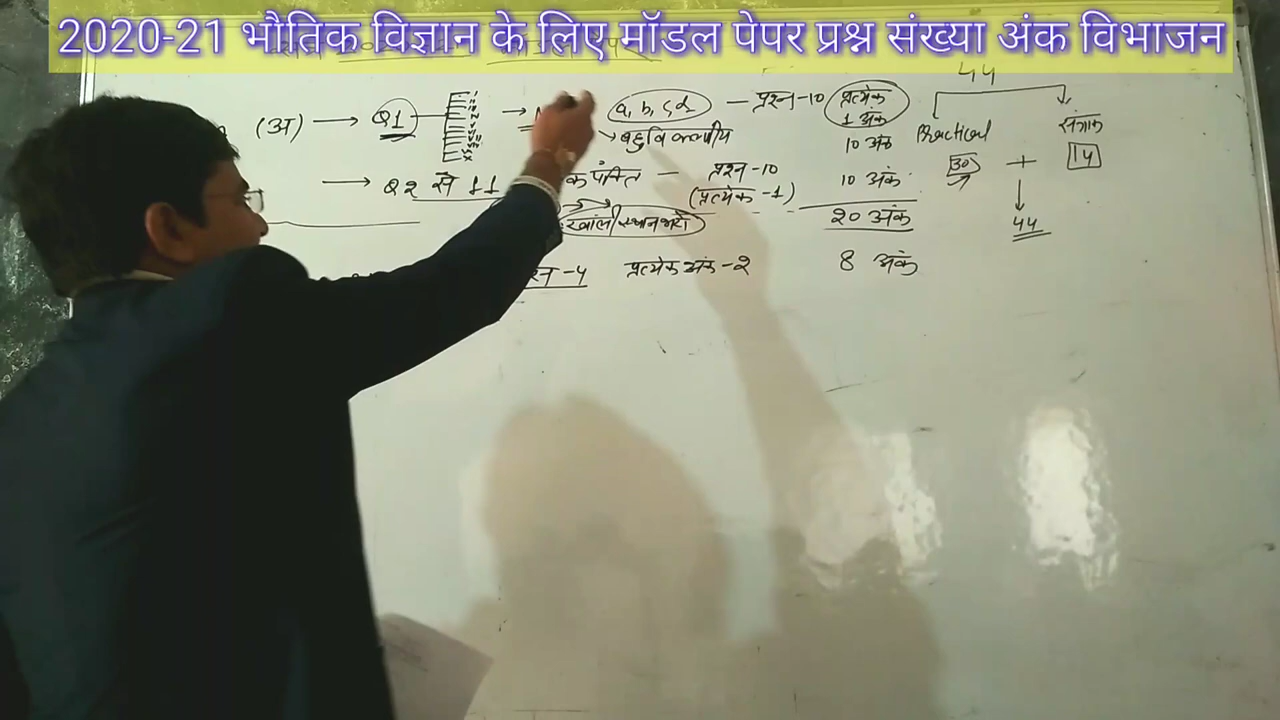 2020-21 भौतिक विज्ञान के लिए मॉडल पेपर प्रश्न संख्या अंक विभाजन
44
(अ) → Q1 → a, b, c, d — प्रश्न-10 प्रत्येक 1 अंक
→ बहुविकल्पीय 10 अंक
Practical सत्रांक
30 + 14
→ Q2 से 11 पंक्ति — प्रश्न-10 10 अंक
(प्रत्येक -1)
खाली स्थान भरो 20 अंक
44
-4 प्रत्येक अंक-2 8 अंक